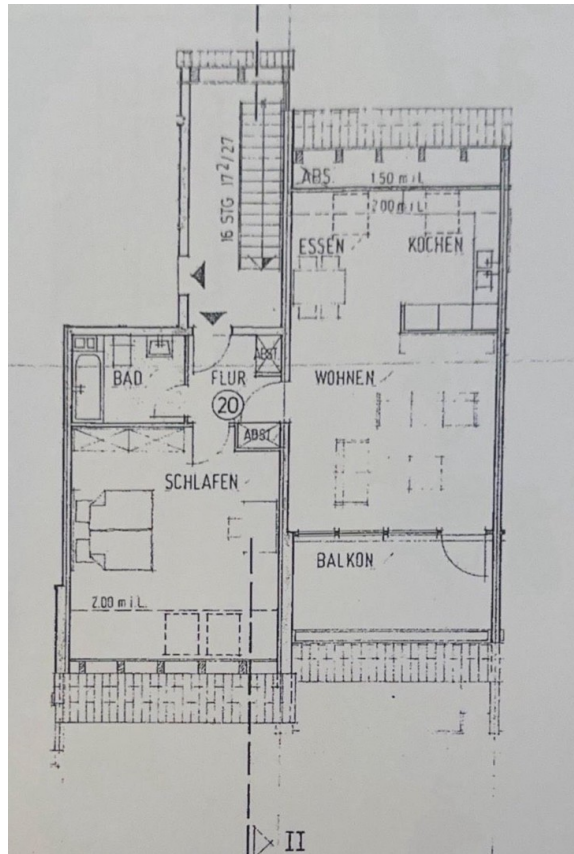 16 STG 17²/27
ABS.
1.50 m i.L.
2.00 m i.L.
ESSEN
KOCHEN
ABST.
BAD
FLUR
WOHNEN
20
ABST.
SCHLAFEN
BALKON
2.00 m i.L.
II